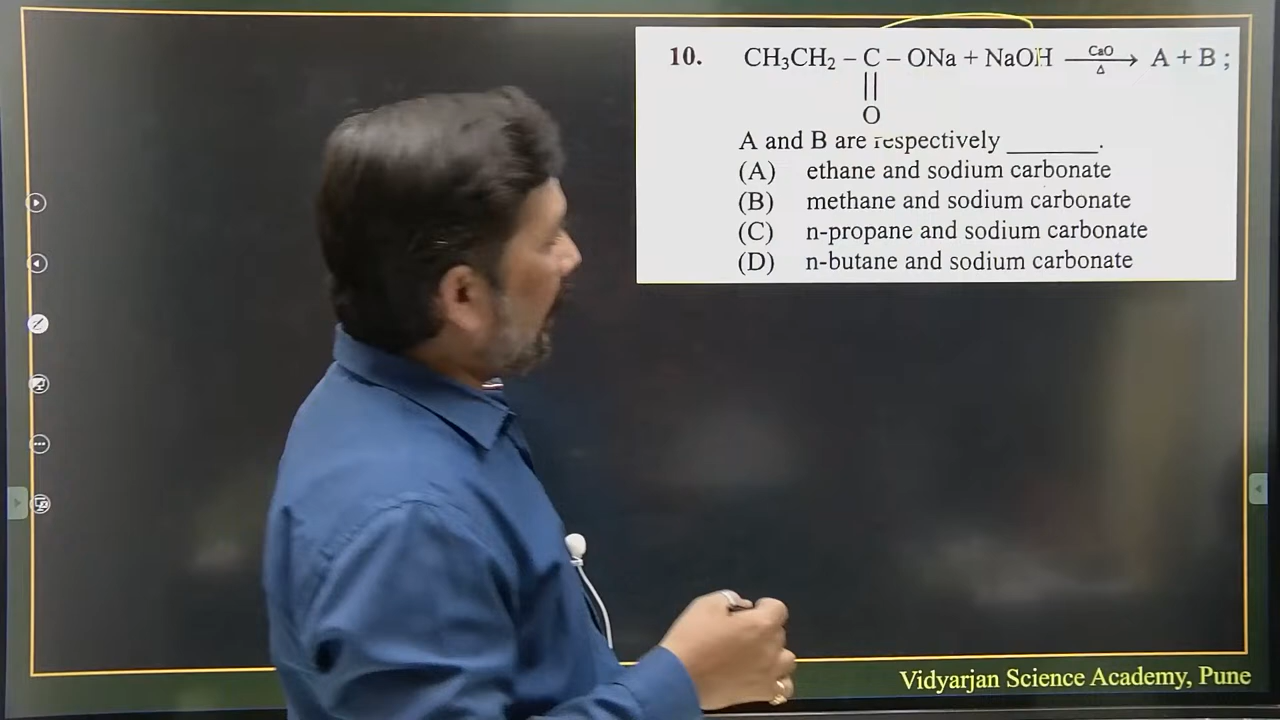 10. CH₃CH₂ – C – ONa + NaOH —CaO/Δ→ A + B ;
||
O
A and B are respectively ________.
(A) ethane and sodium carbonate
(B) methane and sodium carbonate
(C) n-propane and sodium carbonate
(D) n-butane and sodium carbonate
Vidyarjan Science Academy, Pune